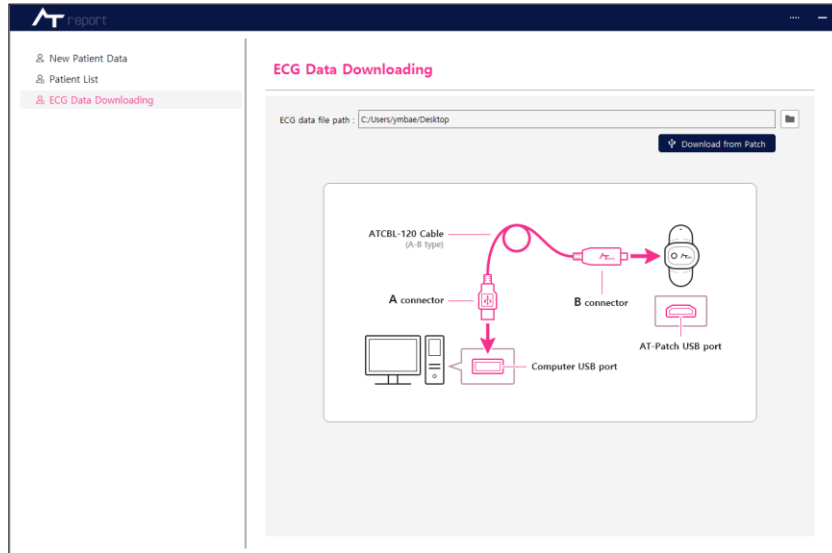 AT report
New Patient Data
Patient List
ECG Data Downloading
ECG Data Downloading
ECG data file path : C:/Users/ymbae/Desktop
Download from Patch
ATCBL-120 Cable
(A-B type)
A connector
B connector
AT-Patch USB port
Computer USB port